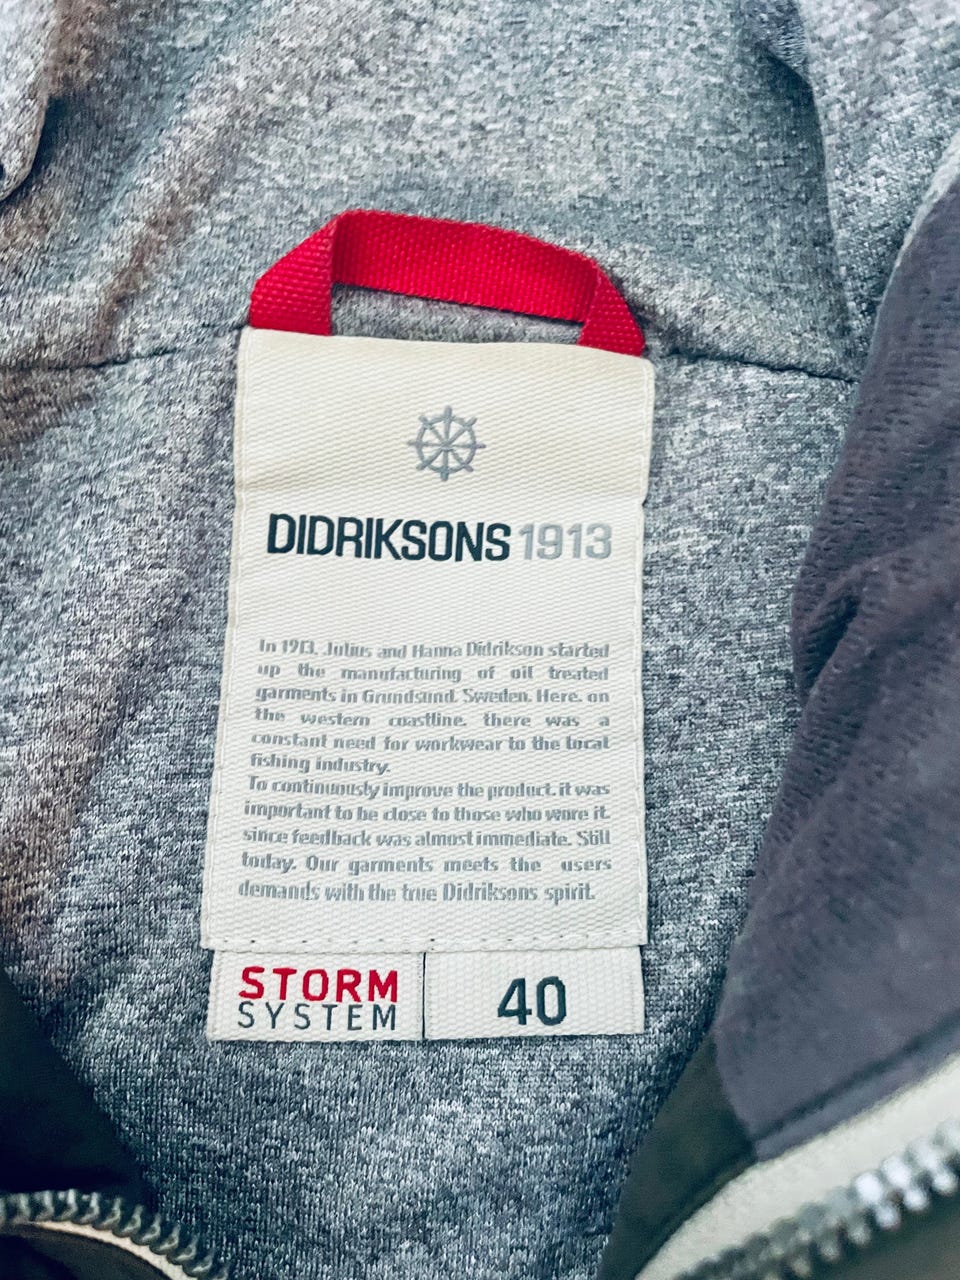 DIDRIKSONS 1913
In 1913, Julius and Hanna Didrikson started
up the manufacturing of oil treated
garments in Grundsund, Sweden. Here, on
the western coastline, there was a
constant need for workwear to the local
fishing industry.
To continuously improve the product, it was
important to be close to those who wore it,
since feedback was almost immediate. Still
today. Our garments meets the users
demands with the true Didriksons spirit.
STORM
SYSTEM
40